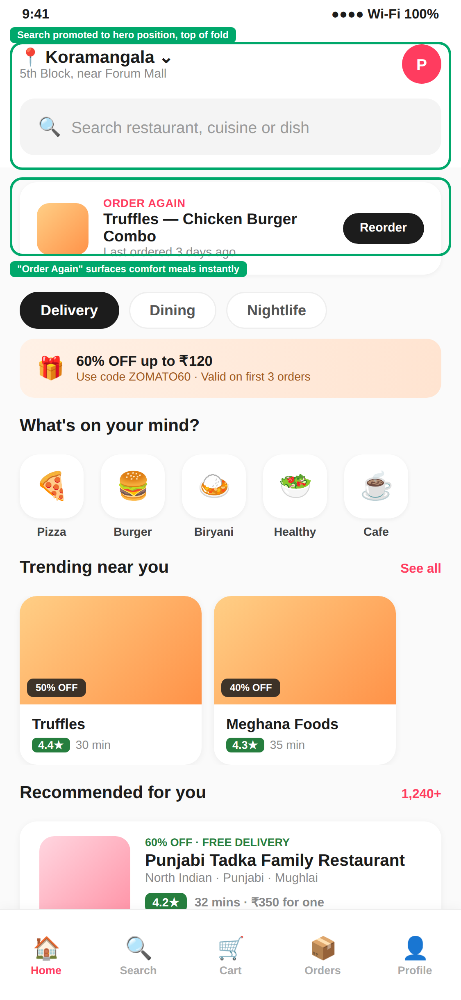 9:41
●●●● Wi-Fi 100%
Search promoted to hero position, top of fold
📍 Koramangala ⌄
P
5th Block, near Forum Mall
🔍 Search restaurant, cuisine or dish
ORDER AGAIN
Truffles — Chicken Burger
Combo
Reorder
Last ordered 3 days ago
"Order Again" surfaces comfort meals instantly
Delivery
Dining
Nightlife
60% OFF up to ₹120
Use code ZOMATO60 · Valid on first 3 orders
What's on your mind?
Pizza
Burger
Biryani
Healthy
Cafe
Trending near you
See all
50% OFF
40% OFF
Truffles
4.4★ 30 min
Meghana Foods
4.3★ 35 min
Recommended for you
1,240+
60% OFF · FREE DELIVERY
Punjabi Tadka Family Restaurant
North Indian · Punjabi · Mughlai
4.2★ 32 mins · ₹350 for one
Home
Search
Cart
Orders
Profile